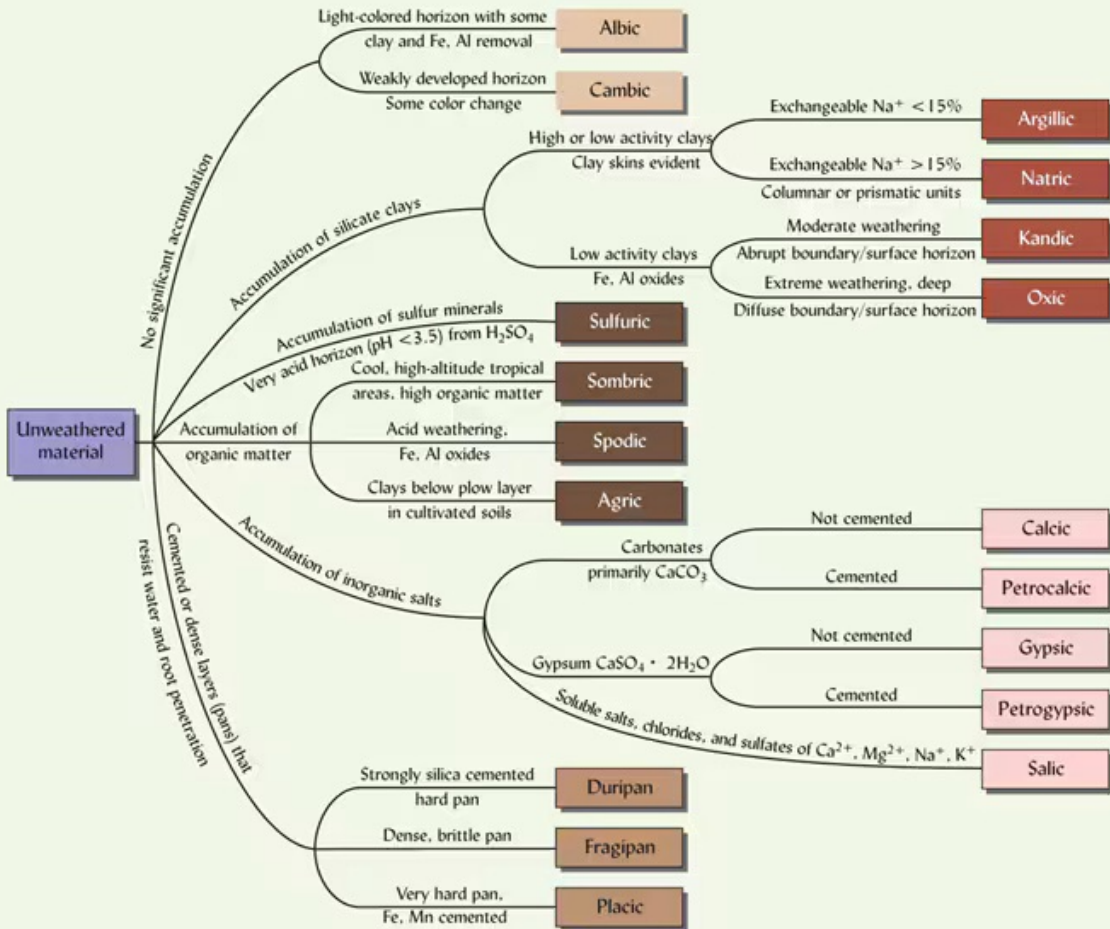 Light-colored horizon with some
clay and Fe, Al removal
Albic
Weakly developed horizon
Some color change
Cambic
No significant accumulation
Accumulation of silicate clays
High or low activity clays
Clay skins evident
Exchangeable Na⁺ <15%
Argillic
Exchangeable Na⁺ >15%
Columnar or prismatic units
Natric
Low activity clays
Fe, Al oxides
Moderate weathering
Abrupt boundary/surface horizon
Kandic
Extreme weathering, deep
Diffuse boundary/surface horizon
Oxic
Accumulation of sulfur minerals
Very acid horizon (pH <3.5) from H₂SO₄
Sulfuric
Unweathered
material
Accumulation of
organic matter
Cool, high-altitude tropical
areas, high organic matter
Sombric
Acid weathering,
Fe, Al oxides
Spodic
Clays below plow layer
in cultivated soils
Agric
Accumulation of inorganic salts
Carbonates
primarily CaCO₃
Not cemented
Calcic
Cemented
Petrocalcic
Gypsum CaSO₄ · 2H₂O
Not cemented
Gypsic
Cemented
Petrogypsic
Soluble salts, chlorides, and sulfates of Ca²⁺, Mg²⁺, Na⁺, K⁺
Salic
Cemented or dense layers (pans) that
resist water and root penetration
Strongly silica cemented
hard pan
Duripan
Dense, brittle pan
Fragipan
Very hard pan,
Fe, Mn cemented
Placic